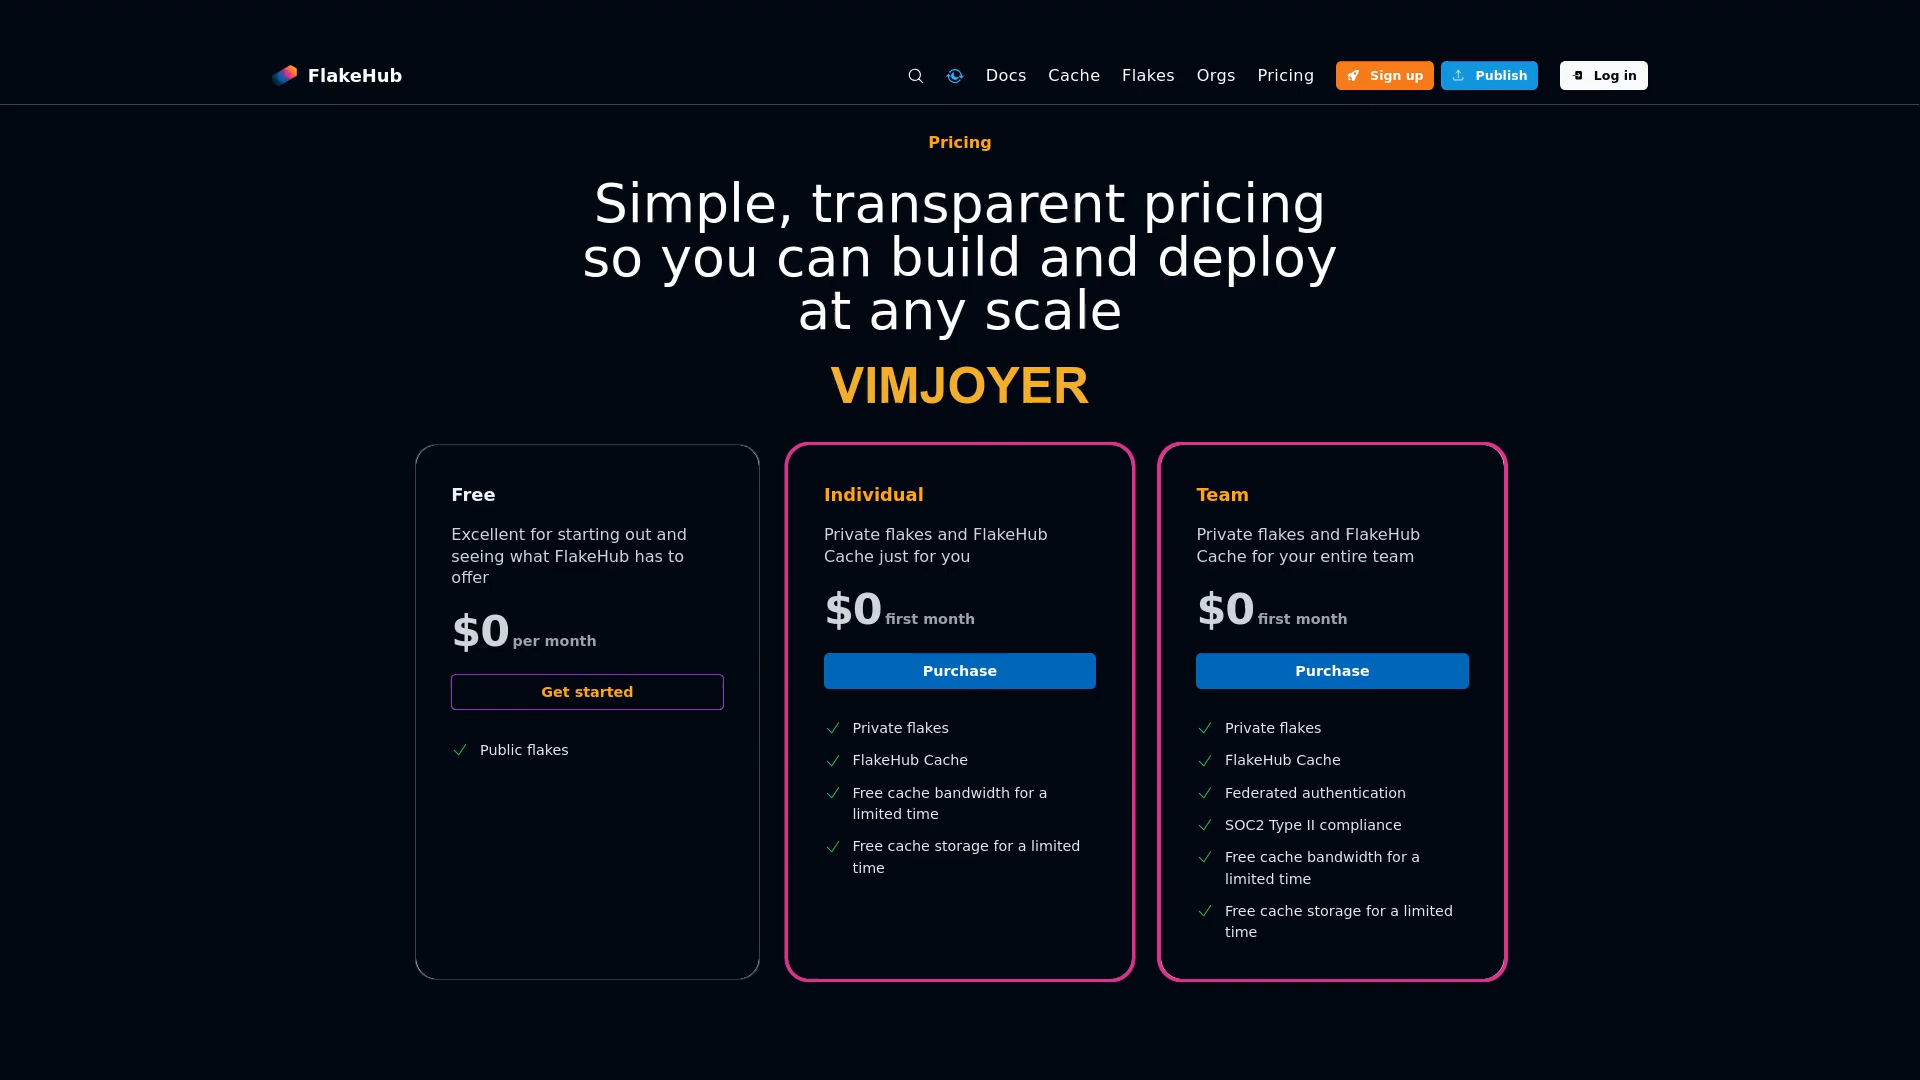 FlakeHub
Docs Cache Flakes Orgs Pricing Sign up Publish Log in
Pricing
Simple, transparent pricing
so you can build and deploy
at any scale
VIMJOYER
Free
Excellent for starting out and
seeing what FlakeHub has to
offer
$0 per month
Get started
Public flakes
Individual
Private flakes and FlakeHub
Cache just for you
$0 first month
Purchase
Private flakes
FlakeHub Cache
Free cache bandwidth for a
limited time
Free cache storage for a limited
time
Team
Private flakes and FlakeHub
Cache for your entire team
$0 first month
Purchase
Private flakes
FlakeHub Cache
Federated authentication
SOC2 Type II compliance
Free cache bandwidth for a
limited time
Free cache storage for a limited
time